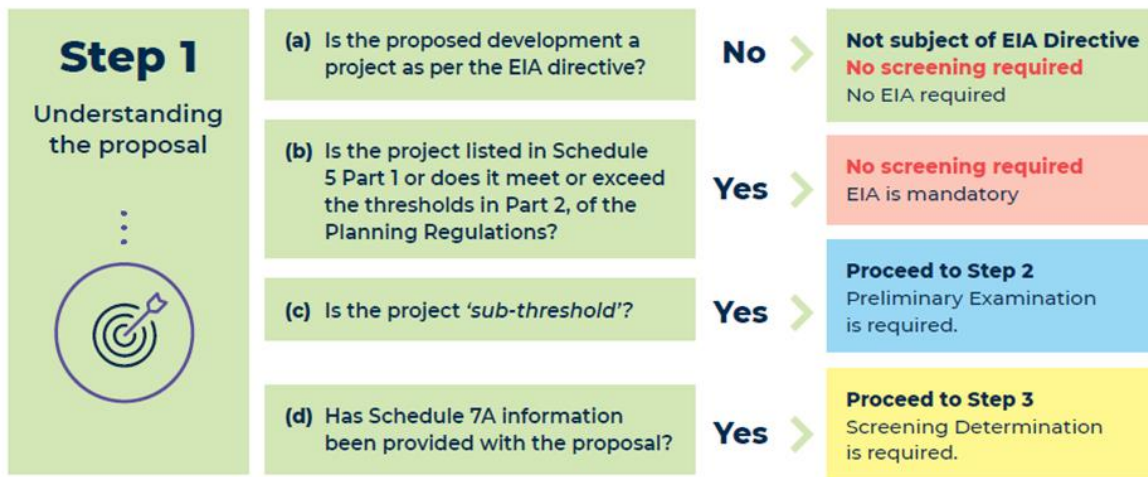 Step 1
Understanding
the proposal
(a) Is the proposed development a
project as per the EIA directive?
No
Not subject of EIA Directive
No screening required
No EIA required
(b) Is the project listed in Schedule
5 Part 1 or does it meet or exceed
the thresholds in Part 2, of the
Planning Regulations?
Yes
No screening required
EIA is mandatory
(c) Is the project ‘sub-threshold’?
Yes
Proceed to Step 2
Preliminary Examination
is required.
(d) Has Schedule 7A information
been provided with the proposal?
Yes
Proceed to Step 3
Screening Determination
is required.